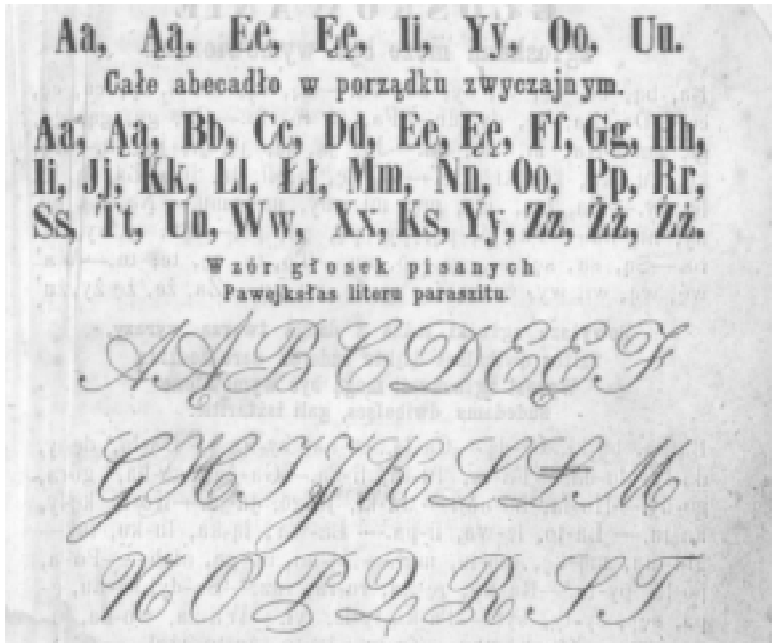 Aa, Ąą, Ee, Ęę, Ii, Yy, Oo, Uu.
Całe abecadło w porządku zwyczajnym.
Aa, Ąą, Bb, Cc, Dd, Ee, Ęę, Ff, Gg, Hh,
Ii, Jj, Kk, Ll, Łł, Mm, Nn, Oo, Pp, Rr,
Ss, Tt, Uu, Ww, Xx, Ks, Yy, Zz, Żż, Żż.
Wzór głosek pisanych
Pawejksłas literu paraszitu.
A Ą B C D E Ę F
G H I J K L Ł M
N O P Q R S T